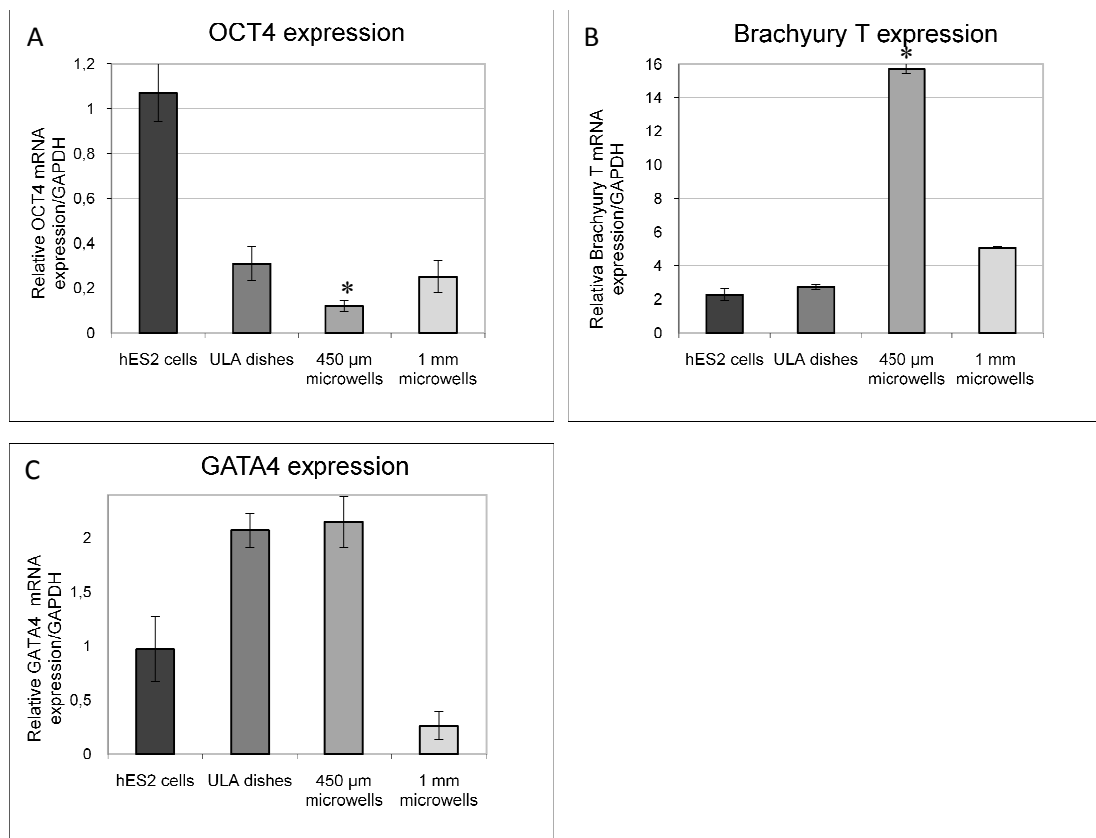 A
OCT4 expression
Relative OCT4 mRNA
expression/GAPDH
1,2
1
0,8
0,6
0,4
0,2
0
*
hES2 cells
ULA dishes
450 µm
microwells
1 mm
microwells
B
Brachyury T expression
Relativa Brachyury T mRNA
expression/GAPDH
16
14
12
10
8
6
4
2
0
*
hES2 cells
ULA dishes
450 µm
microwells
1 mm
microwells
C
GATA4 expression
Relative GATA4 mRNA
expression/GAPDH
2
1,5
1
0,5
0
hES2 cells
ULA dishes
450 µm
microwells
1 mm
microwells